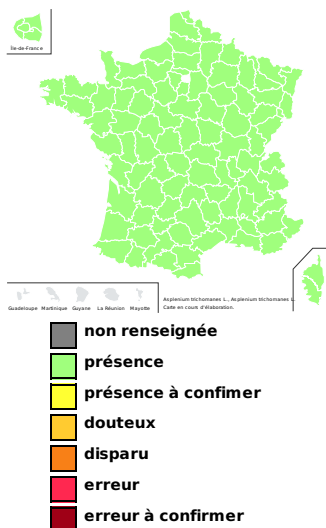 Île-de-France
Guadeloupe Martinique Guyane La Réunion Mayotte
Asplenium trichomanes L., Asplenium trichomanes L.
Carte en cours d'élaboration.
non renseignée
présence
présence à confimer
douteux
disparu
erreur
erreur à confirmer